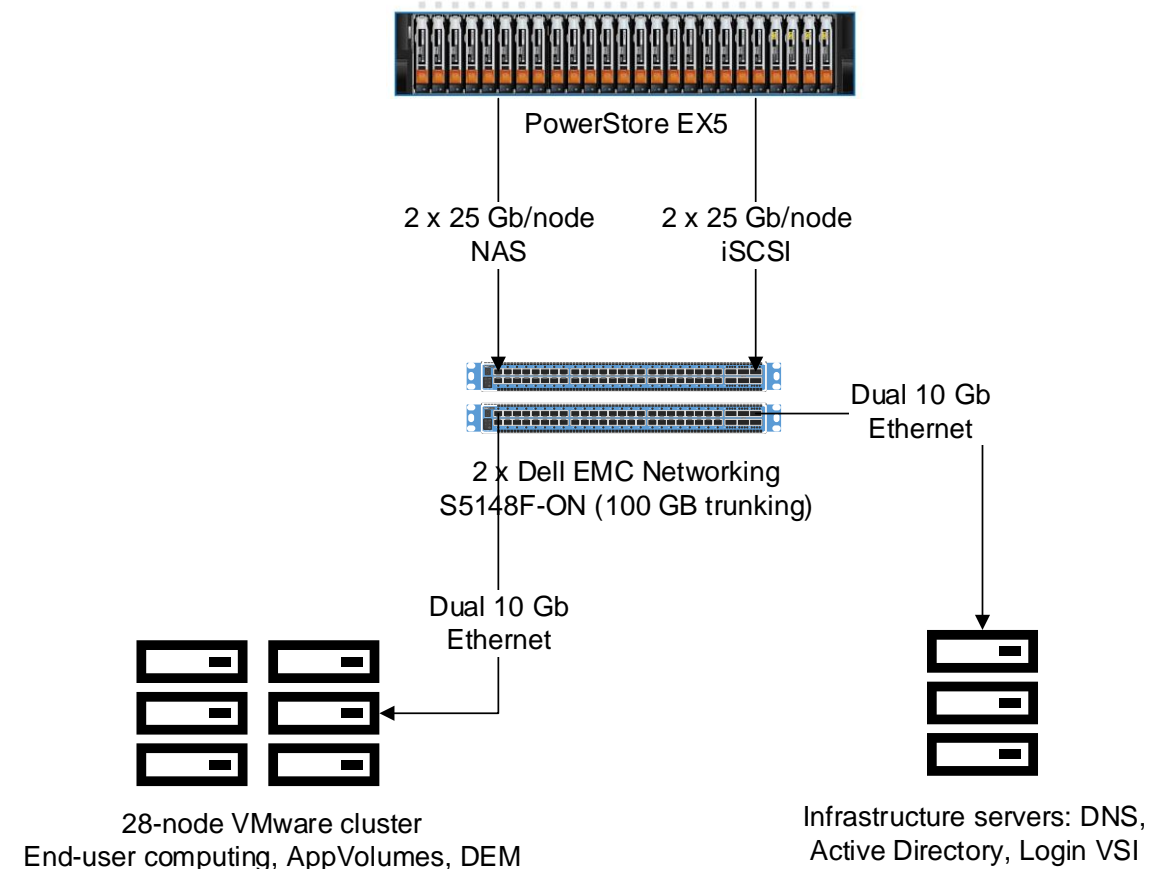 PowerStore EX5
2 x 25 Gb/node
NAS
2 x 25 Gb/node
iSCSI
Dual 10 Gb
Ethernet
2 x Dell EMC Networking
S5148F-ON (100 GB trunking)
Dual 10 Gb
Ethernet
28-node VMware cluster
End-user computing, AppVolumes, DEM
Infrastructure servers: DNS,
Active Directory, Login VSI